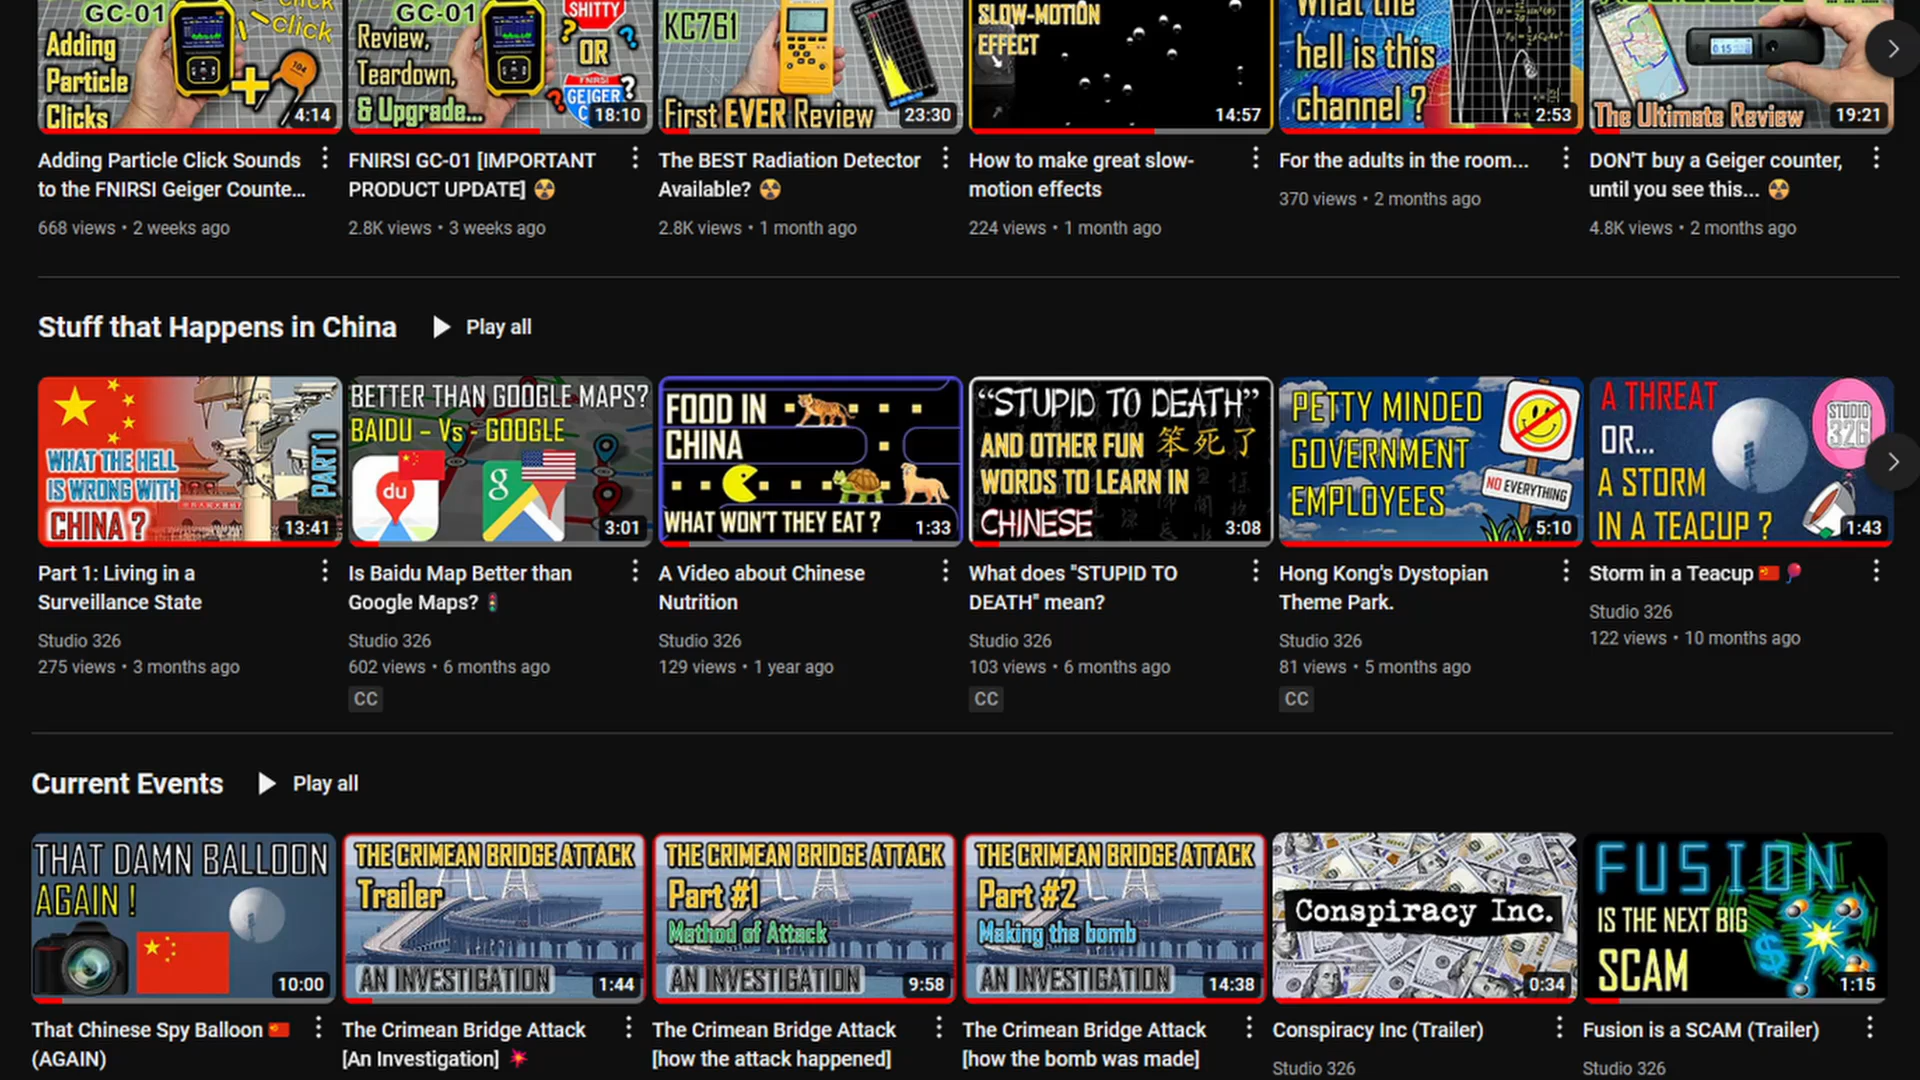 GC-01
Adding
Particle
Clicks
click
click
104
4:14
GC-01
Review,
Teardown,
& Upgrade...
SHITTY
OR
FNIRSI
GEIGER
18:10
KC761
First EVER Review
23:30
SLOW-MOTION
EFFECT
14:57
What the
hell is this
channel ?
2:53
0.15
The Ultimate Review
19:21
Adding Particle Click Sounds
to the FNIRSI Geiger Counte...
668 views • 2 weeks ago
FNIRSI GC-01 [IMPORTANT
PRODUCT UPDATE] ☢️
2.8K views • 3 weeks ago
The BEST Radiation Detector
Available? ☢️
2.8K views • 1 month ago
How to make great slow-
motion effects
224 views • 1 month ago
For the adults in the room...
370 views • 2 months ago
DON'T buy a Geiger counter,
until you see this... ☢️
4.8K views • 2 months ago
Stuff that Happens in China
Play all
WHAT THE HELL
IS WRONG WITH
CHINA ?
PART 1
13:41
BETTER THAN GOOGLE MAPS?
BAIDU - Vs - GOOGLE
du
g
3:01
FOOD IN
CHINA
WHAT WON'T THEY EAT ?
1:33
"STUPID TO DEATH"
AND OTHER FUN 笨死了
WORDS TO LEARN IN
CHINESE
3:08
PETTY MINDED
GOVERNMENT
EMPLOYEES
NO EVERYTHING
5:10
A THREAT
OR...
A STORM
IN A TEACUP ?
STUDIO
326
1:43
Part 1: Living in a
Surveillance State
Studio 326
275 views • 3 months ago
Is Baidu Map Better than
Google Maps? 🚦
Studio 326
602 views • 6 months ago
CC
A Video about Chinese
Nutrition
Studio 326
129 views • 1 year ago
What does "STUPID TO
DEATH" mean?
Studio 326
103 views • 6 months ago
CC
Hong Kong's Dystopian
Theme Park.
Studio 326
81 views • 5 months ago
CC
Storm in a Teacup 🇨🇳🎈
Studio 326
122 views • 10 months ago
Current Events
Play all
THAT DAMN BALLOON
AGAIN !
10:00
THE CRIMEAN BRIDGE ATTACK
Trailer
AN INVESTIGATION
1:44
THE CRIMEAN BRIDGE ATTACK
Part #1
Method of Attack
AN INVESTIGATION
9:58
THE CRIMEAN BRIDGE ATTACK
Part #2
Making the bomb
AN INVESTIGATION
14:38
Conspiracy Inc.
0:34
FUSION
IS THE NEXT BIG
SCAM
$
1:15
That Chinese Spy Balloon 🇨🇳
(AGAIN)
The Crimean Bridge Attack
[An Investigation] 💥
The Crimean Bridge Attack
[how the attack happened]
The Crimean Bridge Attack
[how the bomb was made]
Conspiracy Inc (Trailer)
Studio 326
Fusion is a SCAM (Trailer)
Studio 326